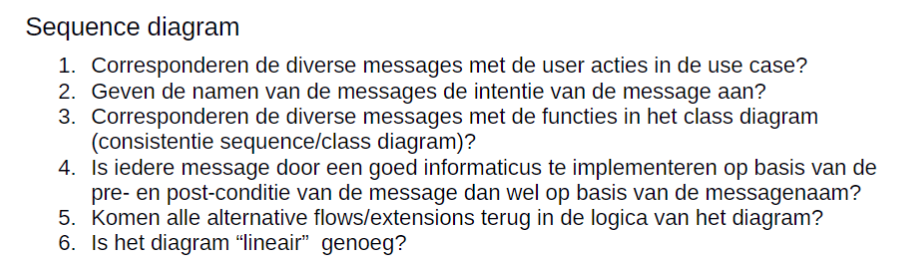 Sequence diagram
1. Corresponderen de diverse messages met de user acties in de use case?
2. Geven de namen van de messages de intentie van de message aan?
3. Corresponderen de diverse messages met de functies in het class diagram
(consistentie sequence/class diagram)?
4. Is iedere message door een goed informaticus te implementeren op basis van de
pre- en post-conditie van de message dan wel op basis van de messagenaam?
5. Komen alle alternative flows/extensions terug in de logica van het diagram?
6. Is het diagram “lineair” genoeg?